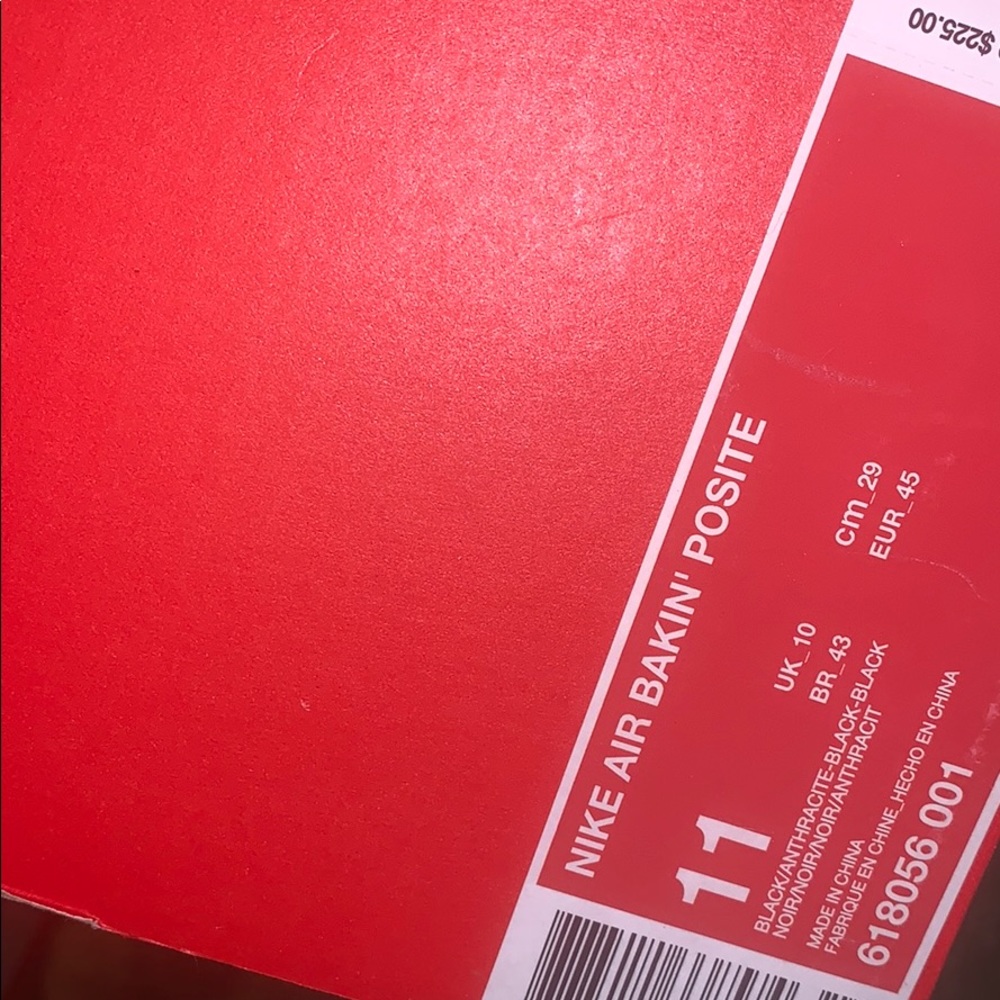 $225.00
NIKE AIR BAKIN' POSITE
11
UK_10
cm_29
BR_43
EUR_45
BLACK/ANTHRACITE-BLACK-BLACK
NOIR/NOIR/NOIR/ANTHRACIT
MADE IN CHINA
FABRIQUE EN CHINE_HECHO EN CHINA
618056 001